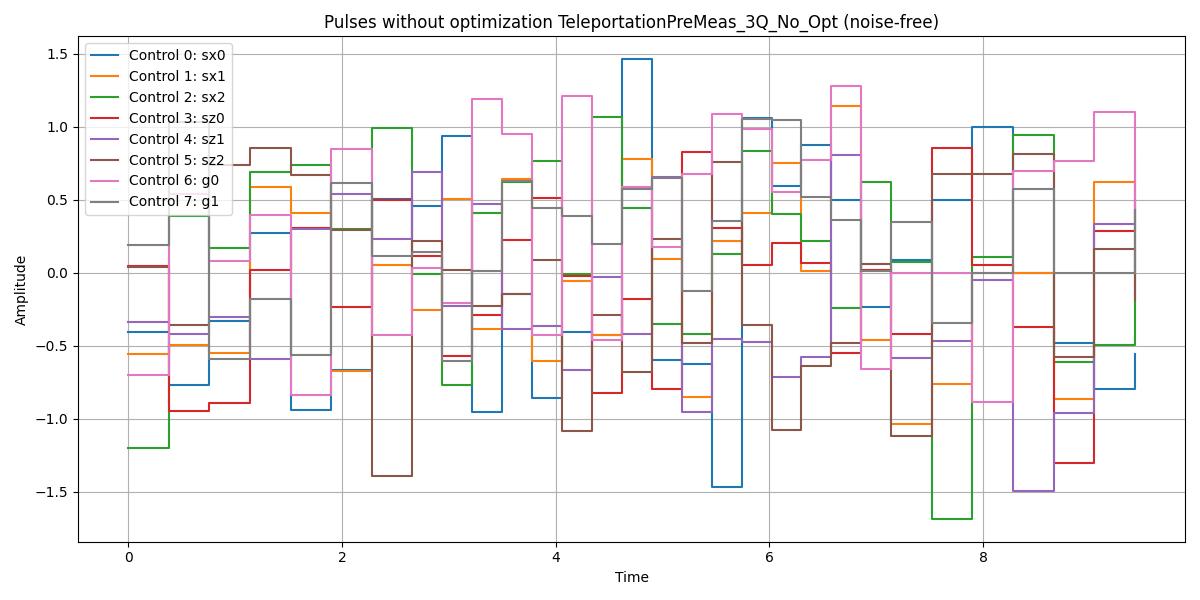 Pulses without optimization TeleportationPreMeas_3Q_No_Opt (noise-free)
Control 0: sx0
Control 1: sx1
Control 2: sx2
Control 3: sz0
Control 4: sz1
Control 5: sz2
Control 6: g0
Control 7: g1
1.5
1.0
0.5
0.0
−0.5
−1.0
−1.5
Amplitude
0 2 4 6 8
Time